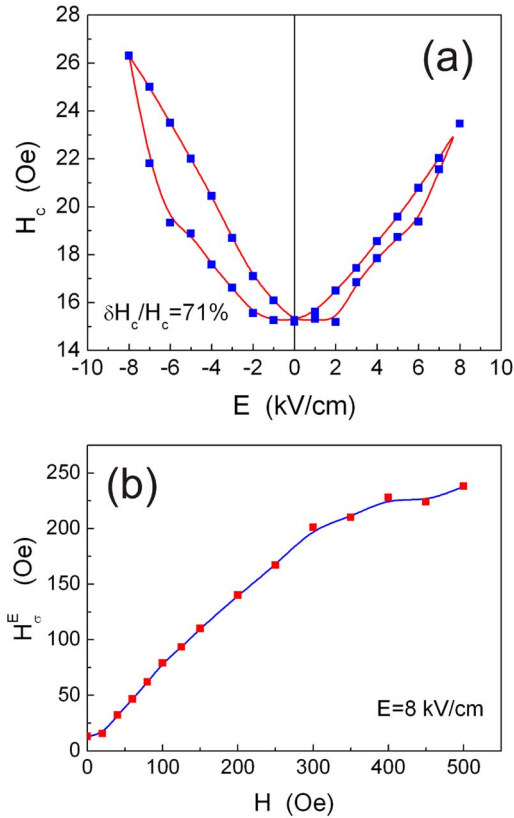 28
26
24
22
20
18
16
14
H_c (Oe)
(a)
δH_c/H_c=71%
-10 -8 -6 -4 -2 0 2 4 6 8 10
E (kV/cm)
(b)
250
200
150
100
50
0
H_σ^E (Oe)
E=8 kV/cm
0 100 200 300 400 500
H (Oe)